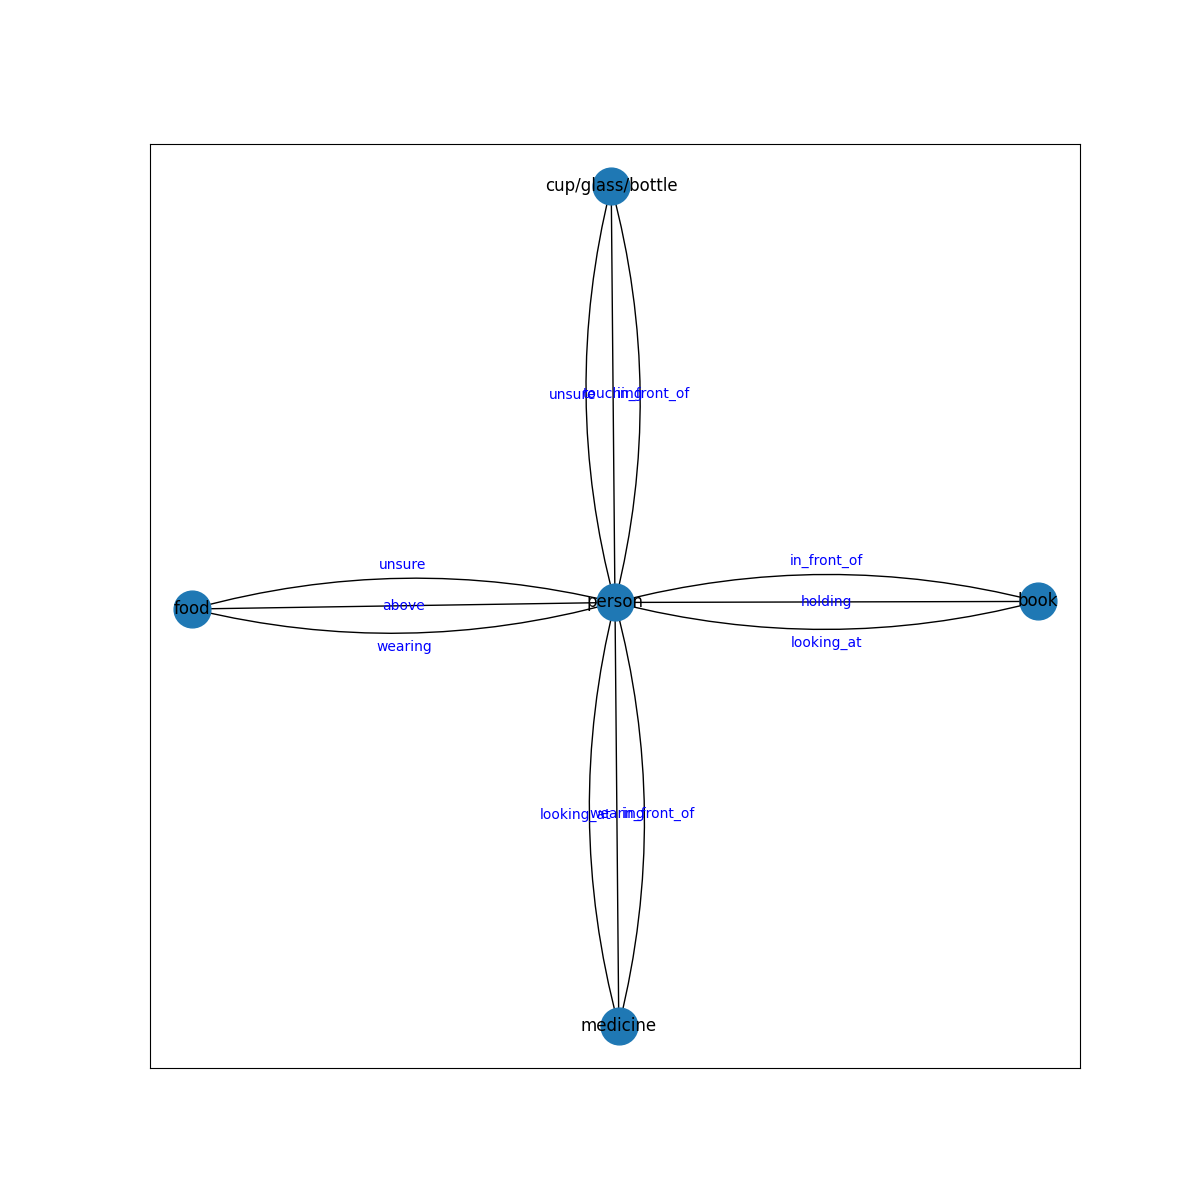 cup/glass/bottle
unsure touching in_front_of
unsure
in_front_of
above
holding
food
person
book
wearing
looking_at
looking_at wearing in_front_of
medicine